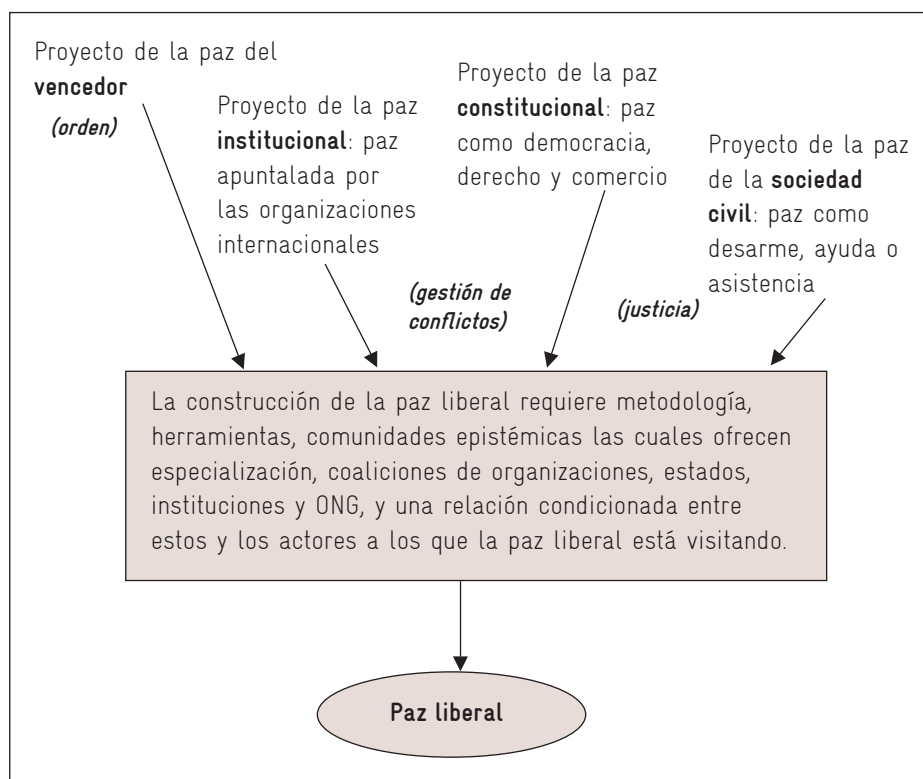 Proyecto de la paz del
vencedor
(orden)
Proyecto de la paz
institucional: paz
apuntalada por
las organizaciones
internacionales
Proyecto de la paz
constitucional: paz
como democracia,
derecho y comercio
Proyecto de la paz
de la sociedad
civil: paz como
desarme, ayuda o
asistencia
(gestión de
conflictos)
(justicia)
La construcción de la paz liberal requiere metodología,
herramientas, comunidades epistémicas las cuales ofrecen
especialización, coaliciones de organizaciones, estados,
instituciones y ONG, y una relación condicionada entre
estos y los actores a los que la paz liberal está visitando.
Paz liberal